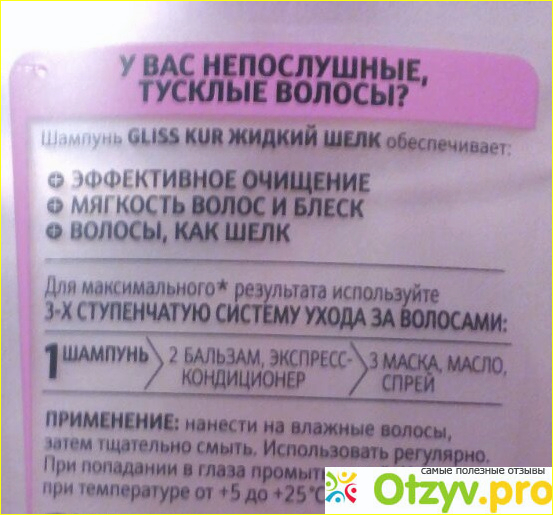 У ВАС НЕПОСЛУШНЫЕ,
ТУСКЛЫЕ ВОЛОСЫ?
Шампунь GLISS KUR ЖИДКИЙ ШЕЛК обеспечивает:
ЭФФЕКТИВНОЕ ОЧИЩЕНИЕ
МЯГКОСТЬ ВОЛОС И БЛЕСК
ВОЛОСЫ, КАК ШЕЛК
Для максимального* результата используйте
3-Х СТУПЕНЧАТУЮ СИСТЕМУ УХОДА ЗА ВОЛОСАМИ:
1 ШАМПУНЬ
2 БАЛЬЗАМ, ЭКСПРЕСС-
КОНДИЦИОНЕР
3 МАСКА, МАСЛО,
СПРЕЙ
ПРИМЕНЕНИЕ: нанести на влажные волосы,
затем тщательно смыть. Использовать регулярно.
При попадании в глаза промыть
при температуре от +5 до +25°C
самые полезные отзывы
Otzyv.pro